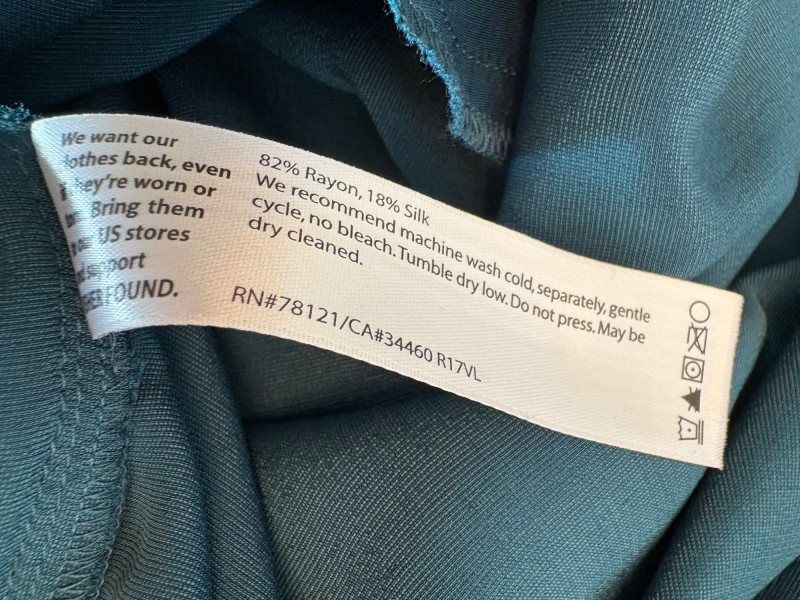 We want our
back, even
they're worn or
Bring them
US stores
support
FOUND.
82% Rayon, 18% Silk
We recommend machine wash cold, separately, gentle
cycle, no bleach. Tumble dry low. Do not press. May be
dry cleaned.
RN#78121/CA#34460 R17VL